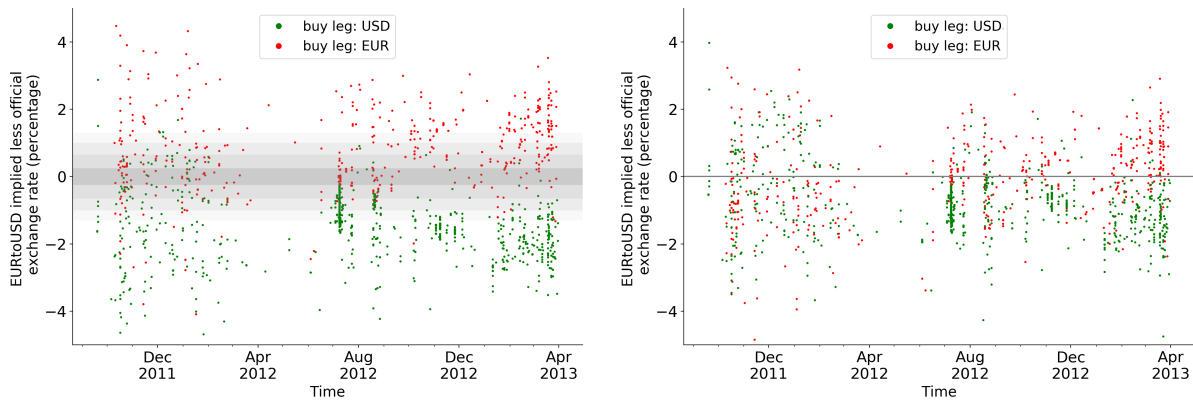 EURtoUSD implied less official
exchange rate (percentage)
4
2
0
−2
−4
buy leg: USD
buy leg: EUR
Dec
2011
Apr
2012
Aug
2012
Dec
2012
Apr
2013
Time
EURtoUSD implied less official
exchange rate (percentage)
4
2
0
−2
−4
buy leg: USD
buy leg: EUR
Dec
2011
Apr
2012
Aug
2012
Dec
2012
Apr
2013
Time